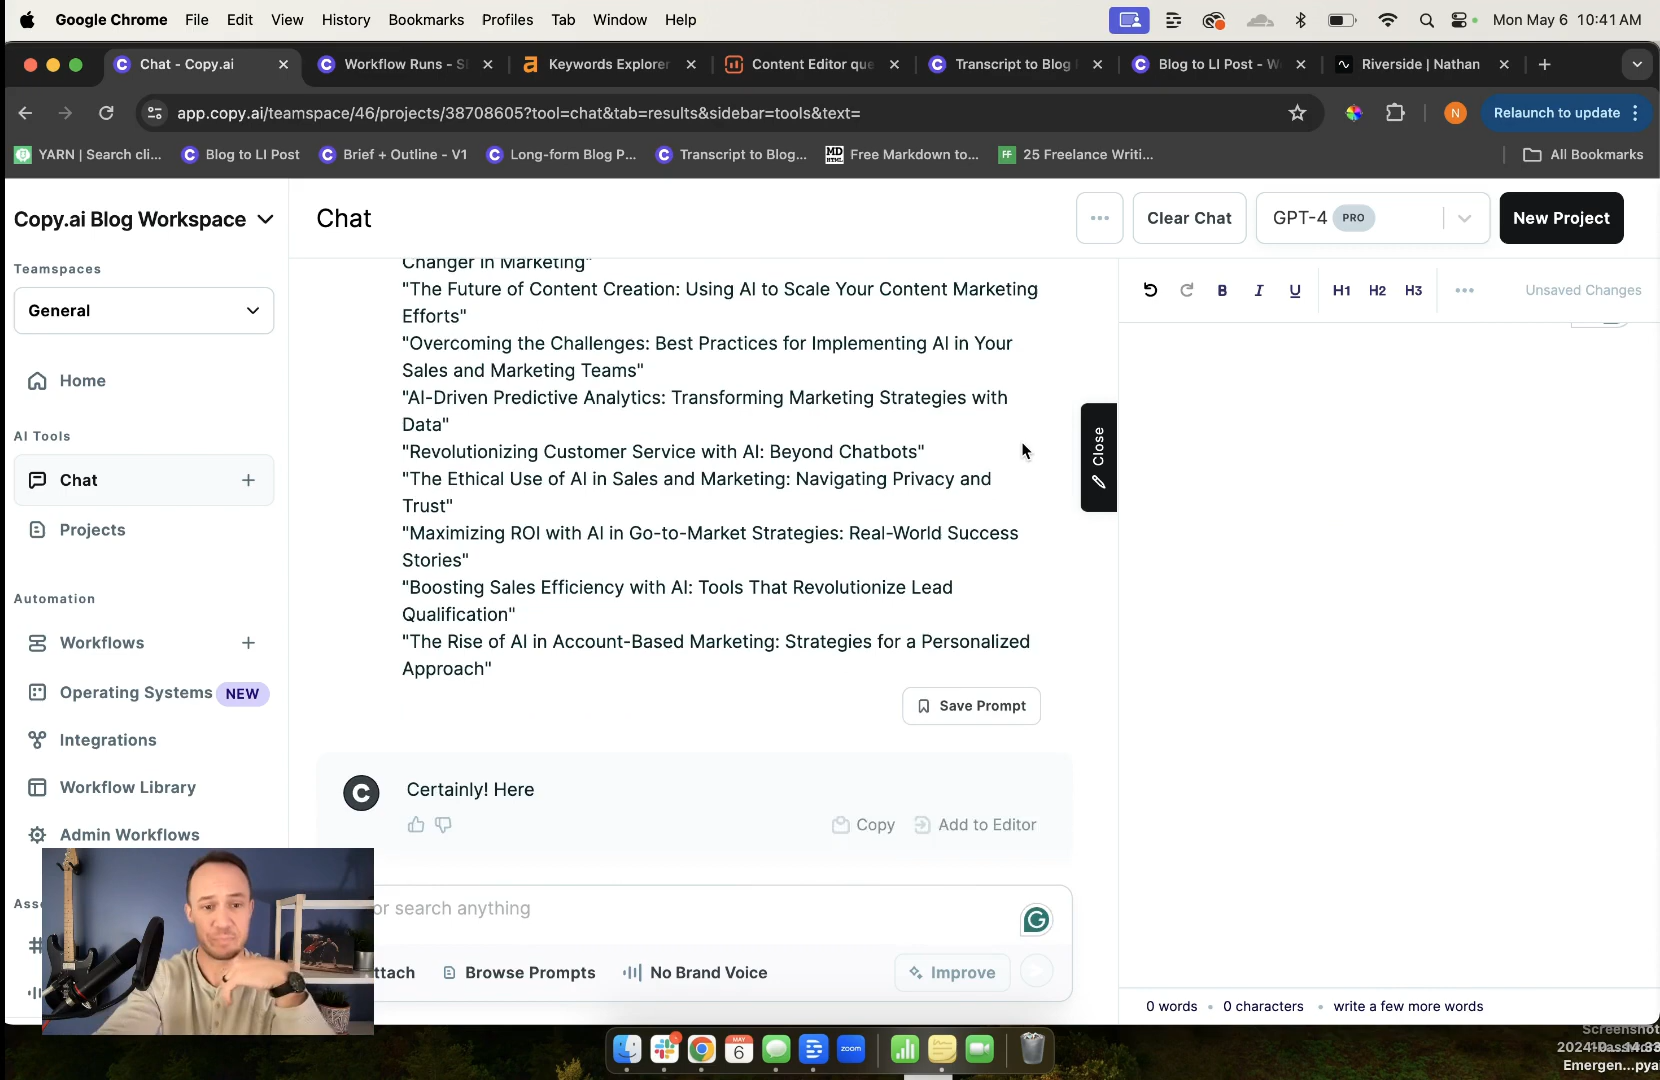 Google Chrome File Edit View History Bookmarks Profiles Tab Window Help Mon May 6 10:41 AM
Chat - Copy.ai Workflow Runs - S Keywords Explorer Content Editor que Transcript to Blog Blog to LI Post - W Riverside | Nathan
app.copy.ai/teamspace/46/projects/38708605?tool=chat&tab=results&sidebar=tools&text= N Relaunch to update
YARN | Search cli... Blog to LI Post Brief + Outline - V1 Long-form Blog P... Transcript to Blog... Free Markdown to... 25 Freelance Writi... All Bookmarks
Copy.ai Blog Workspace
Teamspaces
General
Home
AI Tools
Chat
Projects
Automation
Workflows
Operating Systems NEW
Integrations
Workflow Library
Admin Workflows
Chat
Clear Chat
GPT-4 PRO
New Project
Changer in Marketing"
"The Future of Content Creation: Using AI to Scale Your Content Marketing
Efforts"
"Overcoming the Challenges: Best Practices for Implementing AI in Your
Sales and Marketing Teams"
"AI-Driven Predictive Analytics: Transforming Marketing Strategies with
Data"
"Revolutionizing Customer Service with AI: Beyond Chatbots"
"The Ethical Use of AI in Sales and Marketing: Navigating Privacy and
Trust"
"Maximizing ROI with AI in Go-to-Market Strategies: Real-World Success
Stories"
"Boosting Sales Efficiency with AI: Tools That Revolutionize Lead
Qualification"
"The Rise of AI in Account-Based Marketing: Strategies for a Personalized
Approach"
Save Prompt
C
Certainly! Here
Copy Add to Editor
or search anything
ttach Browse Prompts No Brand Voice Improve
Close
B I U H1 H2 H3 Unsaved Changes
0 words • 0 characters • write a few more words
MAY
6
zoom
Screenshot
Emergen...pya